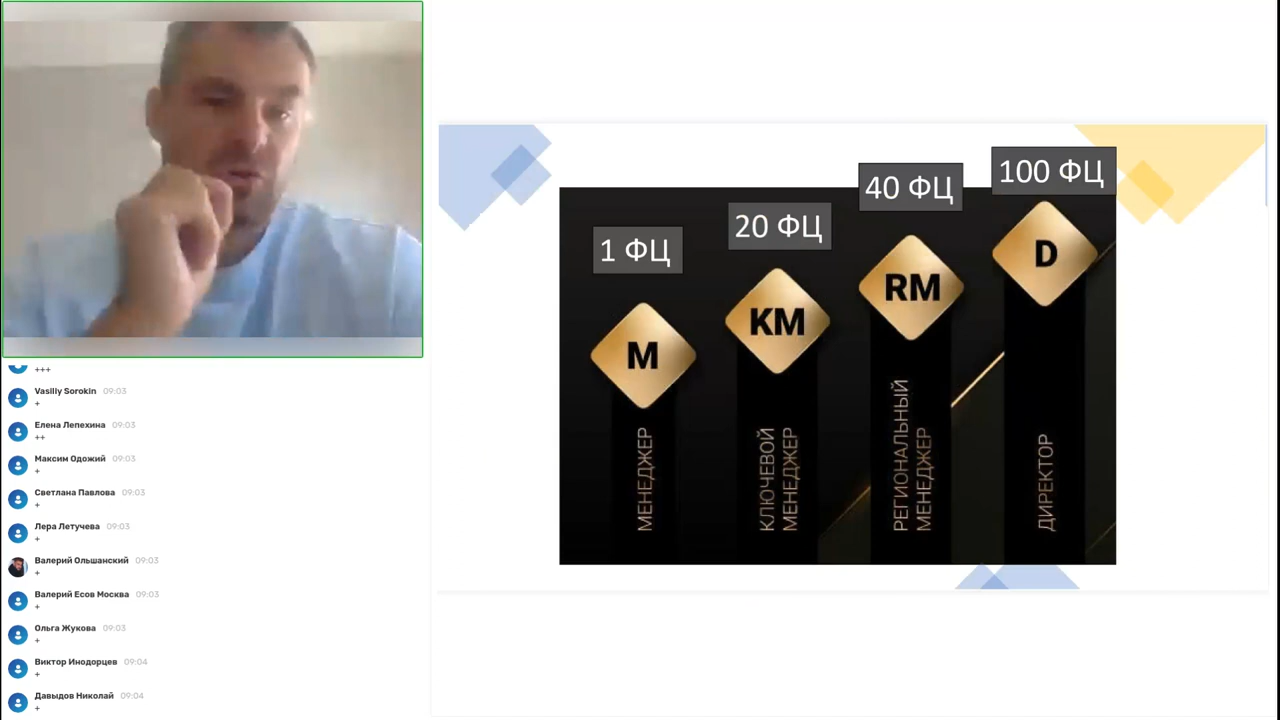 +++
Vasiliy Sorokin 09:03
+
Елена Лепехина 09:03
++
Максим Одожий 09:03
+
Светлана Павлова 09:03
+
Лера Летучева 09:03
+
Валерий Ольшанский 09:03
+
Валерий Есов Москва 09:03
+
Ольга Жукова 09:03
+
Виктор Инодорцев 09:04
+
Давыдов Николай 09:04
+
1 ФЦ
20 ФЦ
40 ФЦ
100 ФЦ
M
KM
RM
D
МЕНЕДЖЕР
КЛЮЧЕВОЙ
МЕНЕДЖЕР
РЕГИОНАЛЬНЫЙ
МЕНЕДЖЕР
ДИРЕКТОР